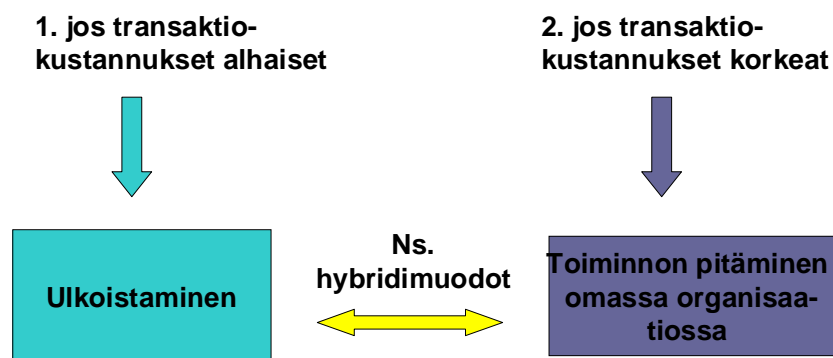 1. jos transaktio-
kustannukset alhaiset
2. jos transaktio-
kustannukset korkeat
Ns.
hybridimuodot
Ulkoistaminen
Toiminnon pitäminen
omassa organisaa-
tiossa